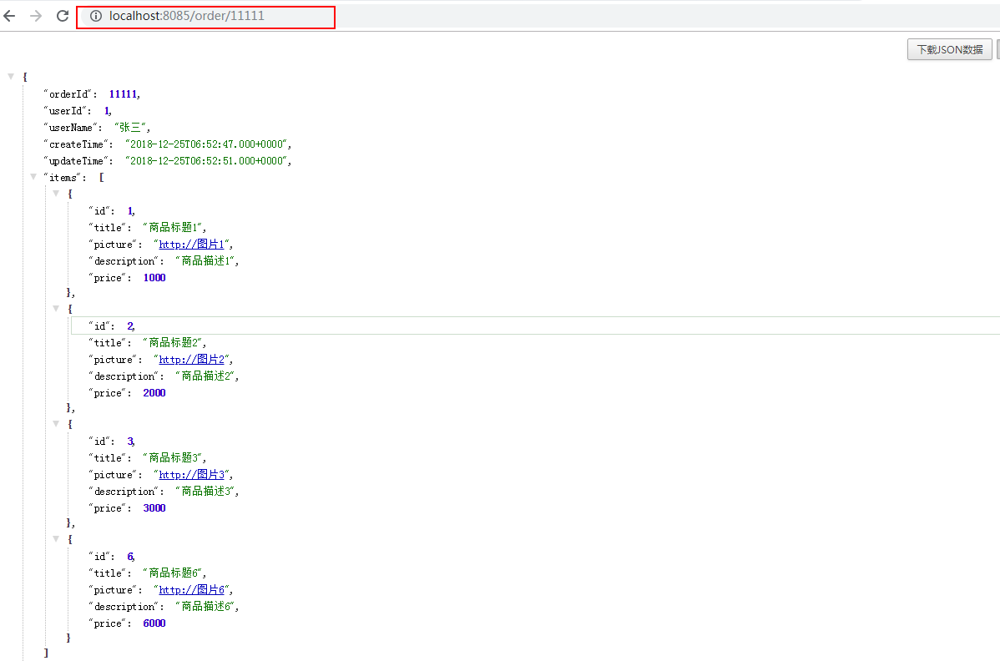 localhost:8085/order/11111
下载JSON数据
{
"orderId": 11111,
"userId": 1,
"userName": "张三",
"createTime": "2018-12-25T06:52:47.000+0000",
"updateTime": "2018-12-25T06:52:51.000+0000",
"items": [
{
"id": 1,
"title": "商品标题1",
"picture": "http://图片1",
"description": "商品描述1",
"price": 1000
},
{
"id": 2,
"title": "商品标题2",
"picture": "http://图片2",
"description": "商品描述2",
"price": 2000
},
{
"id": 3,
"title": "商品标题3",
"picture": "http://图片3",
"description": "商品描述3",
"price": 3000
},
{
"id": 6,
"title": "商品标题6",
"picture": "http://图片6",
"description": "商品描述6",
"price": 6000
}
]